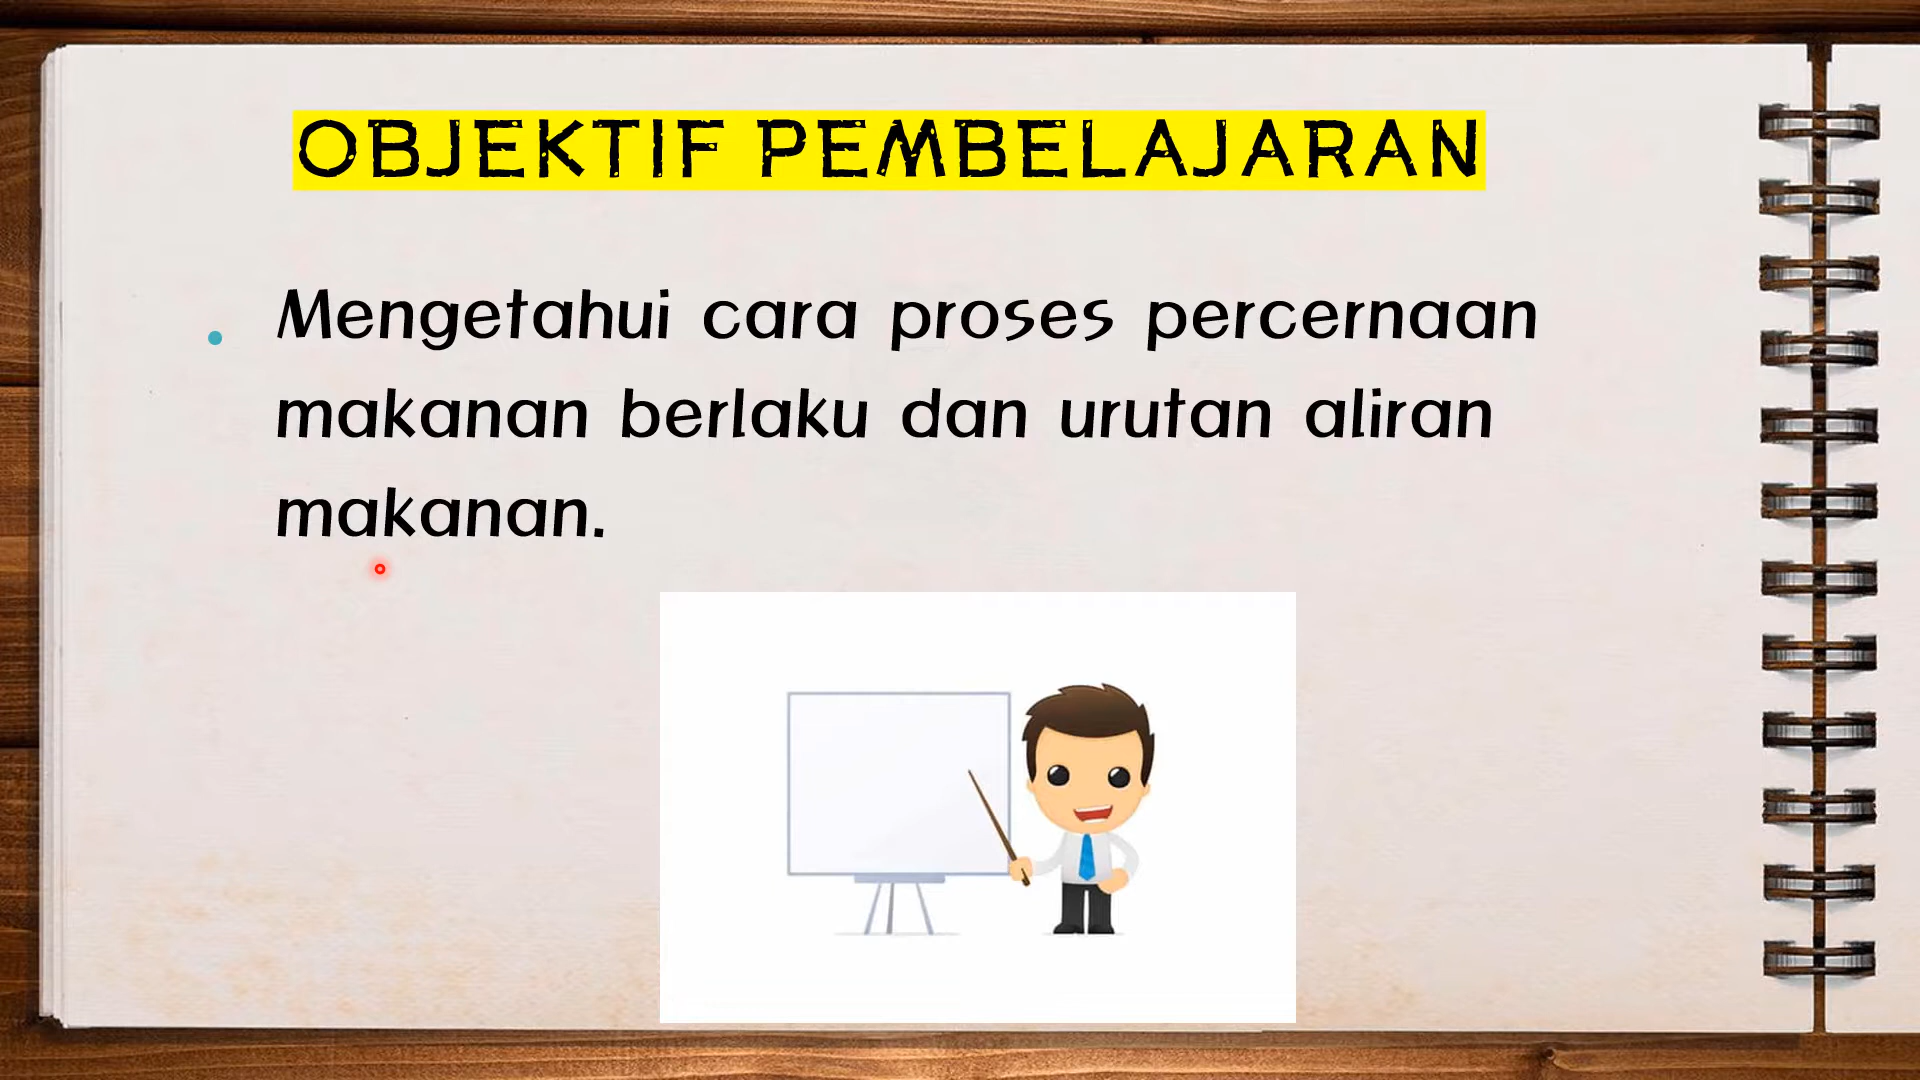 OBJEKTIF PEMBELAJARAN
Mengetahui cara proses percernaan
makanan berlaku dan urutan aliran
makanan.